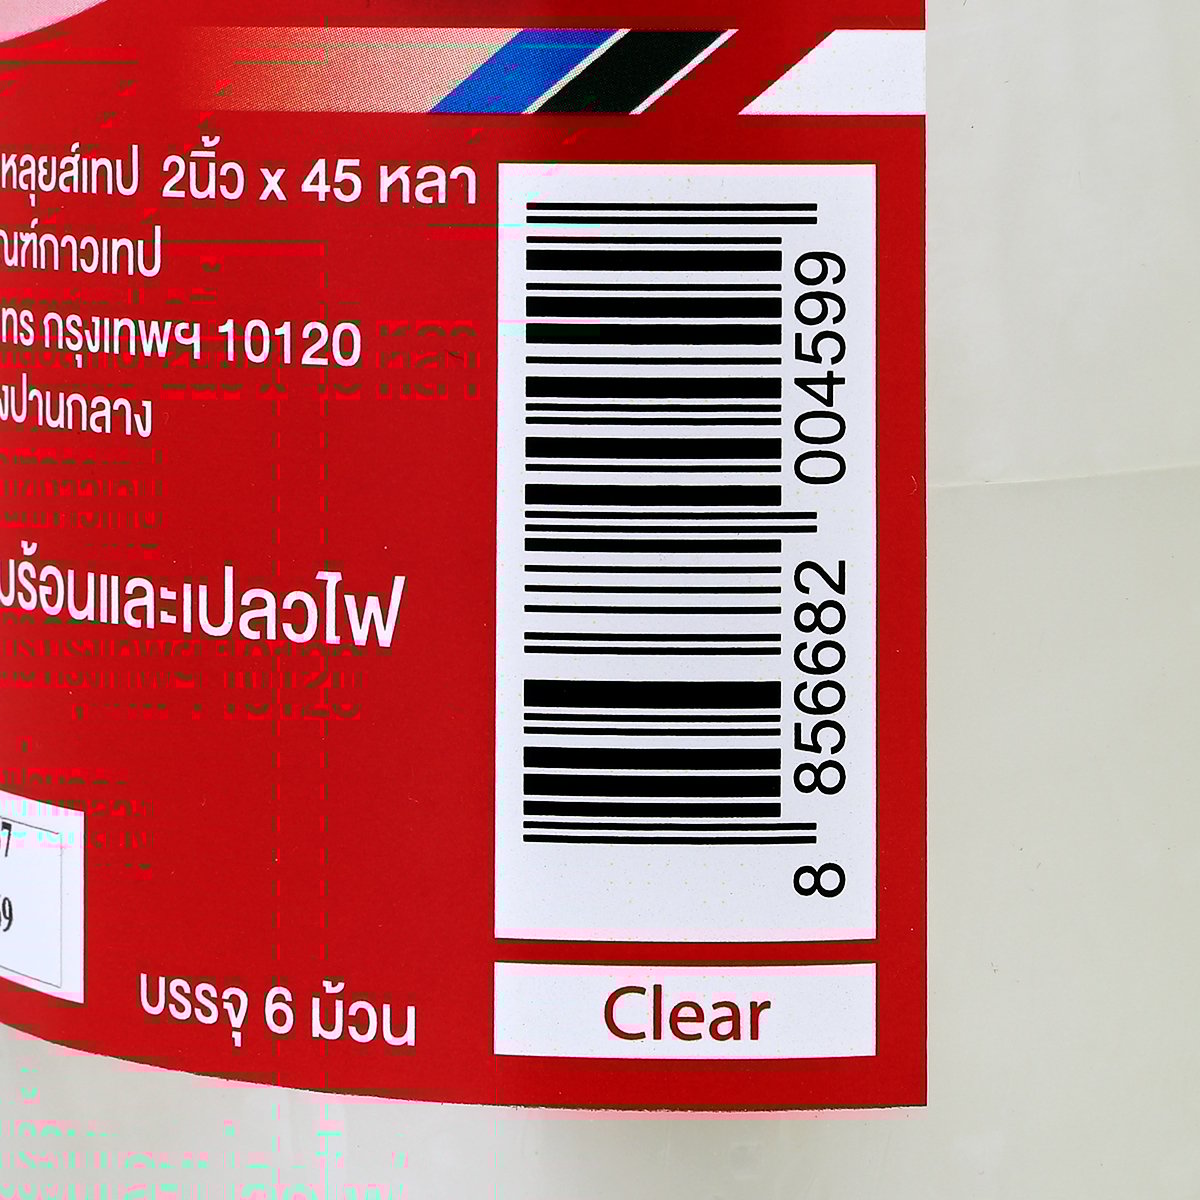 หลุยส์เทป 2นิ้ว x 45 หลา
ณฑ์กาวเทป
ทร กรุงเทพฯ 10120
งปานกลาง
ร้อนและเปลวไฟ
7
69
บรรจุ 6 ม้วน
8 856682 004599
Clear